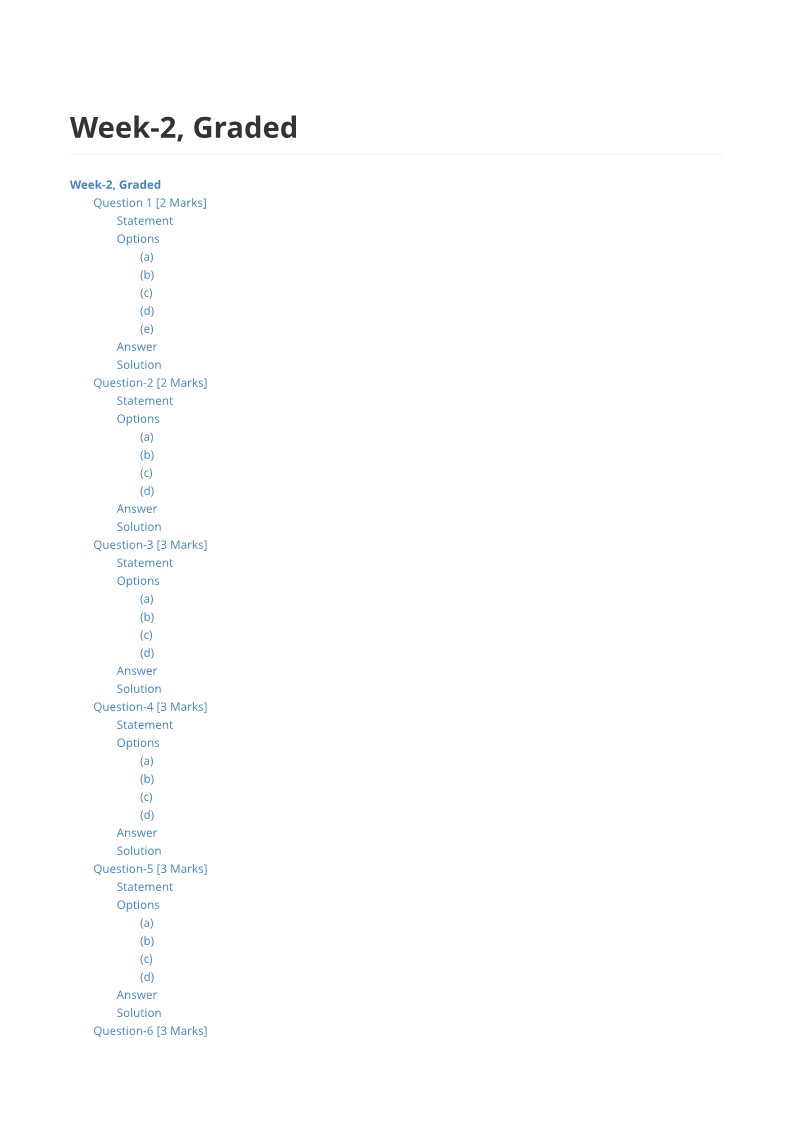 Week-2, Graded
Week-2, Graded
Question 1 [2 Marks]
Statement
Options
(a)
(b)
(c)
(d)
(e)
Answer
Solution
Question-2 [2 Marks]
Statement
Options
(a)
(b)
(c)
(d)
Answer
Solution
Question-3 [3 Marks]
Statement
Options
(a)
(b)
(c)
(d)
Answer
Solution
Question-4 [3 Marks]
Statement
Options
(a)
(b)
(c)
(d)
Answer
Solution
Question-5 [3 Marks]
Statement
Options
(a)
(b)
(c)
(d)
Answer
Solution
Question-6 [3 Marks]